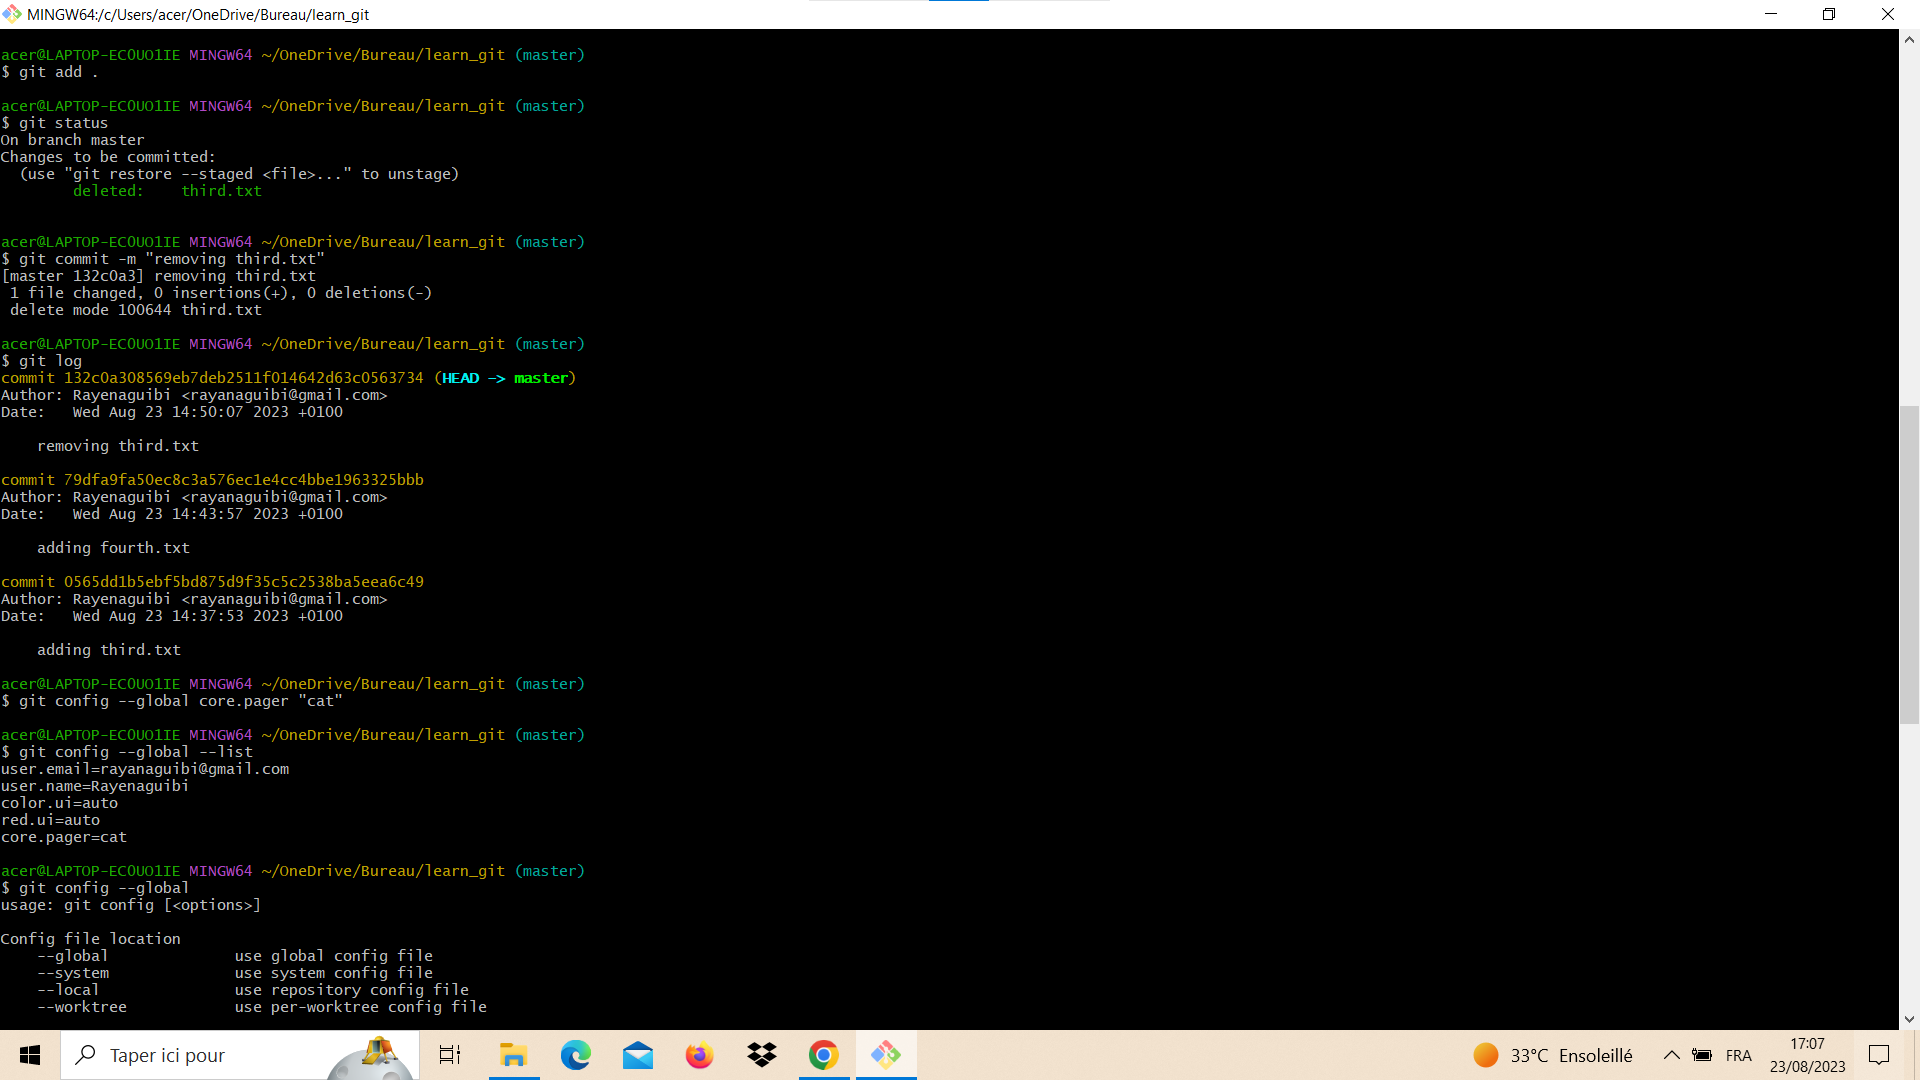 MINGW64:/c/Users/acer/OneDrive/Bureau/learn_git
acer@LAPTOP-EC0UO1IE MINGW64 ~/OneDrive/Bureau/learn_git (master)
$ git add .
acer@LAPTOP-EC0UO1IE MINGW64 ~/OneDrive/Bureau/learn_git (master)
$ git status
On branch master
Changes to be committed:
  (use "git restore --staged <file>..." to unstage)
        deleted:    third.txt
acer@LAPTOP-EC0UO1IE MINGW64 ~/OneDrive/Bureau/learn_git (master)
$ git commit -m "removing third.txt"
[master 132c0a3] removing third.txt
 1 file changed, 0 insertions(+), 0 deletions(-)
 delete mode 100644 third.txt
acer@LAPTOP-EC0UO1IE MINGW64 ~/OneDrive/Bureau/learn_git (master)
$ git log
commit 132c0a308569eb7deb2511f014642d63c0563734 (HEAD -> master)
Author: Rayenaguibi <rayanaguibi@gmail.com>
Date:   Wed Aug 23 14:50:07 2023 +0100
    removing third.txt
commit 79dfa9fa50ec8c3a576ec1e4cc4bbe1963325bbb
Author: Rayenaguibi <rayanaguibi@gmail.com>
Date:   Wed Aug 23 14:43:57 2023 +0100
    adding fourth.txt
commit 0565dd1b5ebf5bd875d9f35c5c2538ba5eea6c49
Author: Rayenaguibi <rayanaguibi@gmail.com>
Date:   Wed Aug 23 14:37:53 2023 +0100
    adding third.txt
acer@LAPTOP-EC0UO1IE MINGW64 ~/OneDrive/Bureau/learn_git (master)
$ git config --global core.pager "cat"
acer@LAPTOP-EC0UO1IE MINGW64 ~/OneDrive/Bureau/learn_git (master)
$ git config --global --list
user.email=rayanaguibi@gmail.com
user.name=Rayenaguibi
color.ui=auto
red.ui=auto
core.pager=cat
acer@LAPTOP-EC0UO1IE MINGW64 ~/OneDrive/Bureau/learn_git (master)
$ git config --global
usage: git config [<options>]
Config file location
    --global              use global config file
    --system              use system config file
    --local               use repository config file
    --worktree            use per-worktree config file
Taper ici pour
33°C Ensoleillé
FRA
17:07
23/08/2023